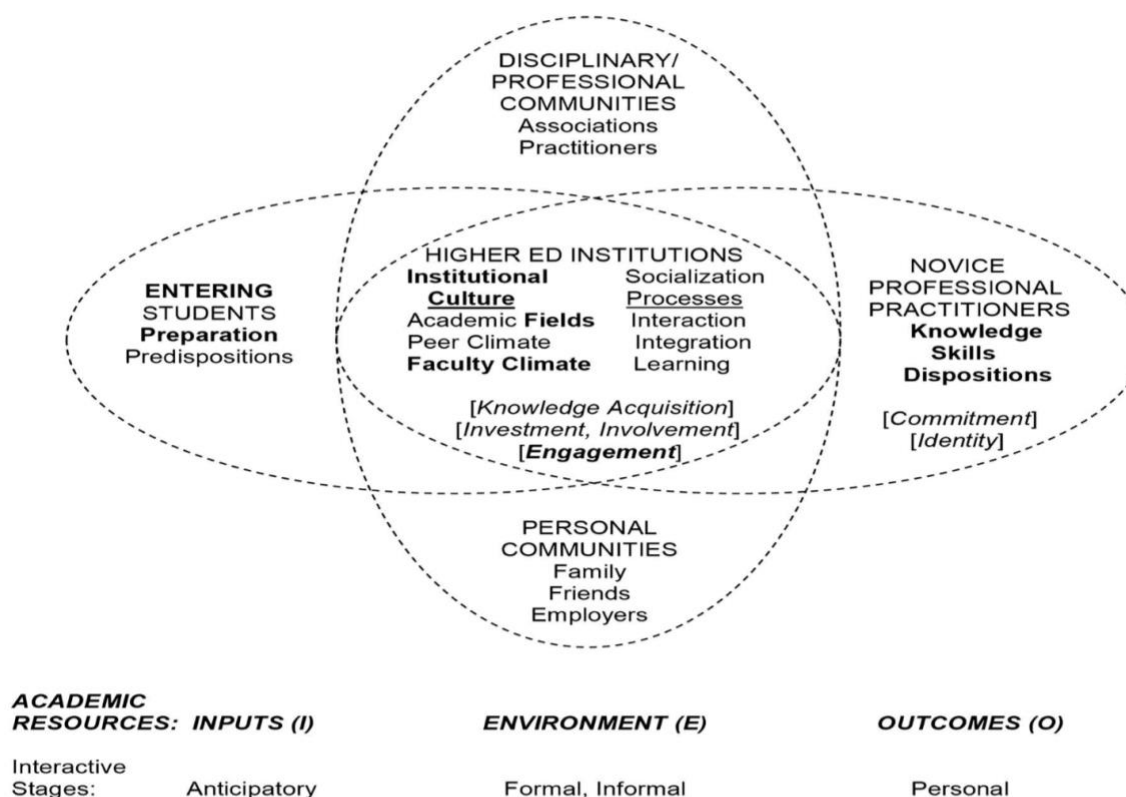 DISCIPLINARY/
PROFESSIONAL
COMMUNITIES
Associations
Practitioners
ENTERING
STUDENTS
Preparation
Predispositions
HIGHER ED INSTITUTIONS
Institutional
Culture
Academic Fields
Peer Climate
Faculty Climate
Socialization
Processes
Interaction
Integration
Learning
[Knowledge Acquisition]
[Investment, Involvement]
[Engagement]
NOVICE
PROFESSIONAL
PRACTITIONERS
Knowledge
Skills
Dispositions
[Commitment]
[Identity]
PERSONAL
COMMUNITIES
Family
Friends
Employers
ACADEMIC
RESOURCES: INPUTS (I) ENVIRONMENT (E) OUTCOMES (O)
Interactive
Stages: Anticipatory Formal, Informal Personal